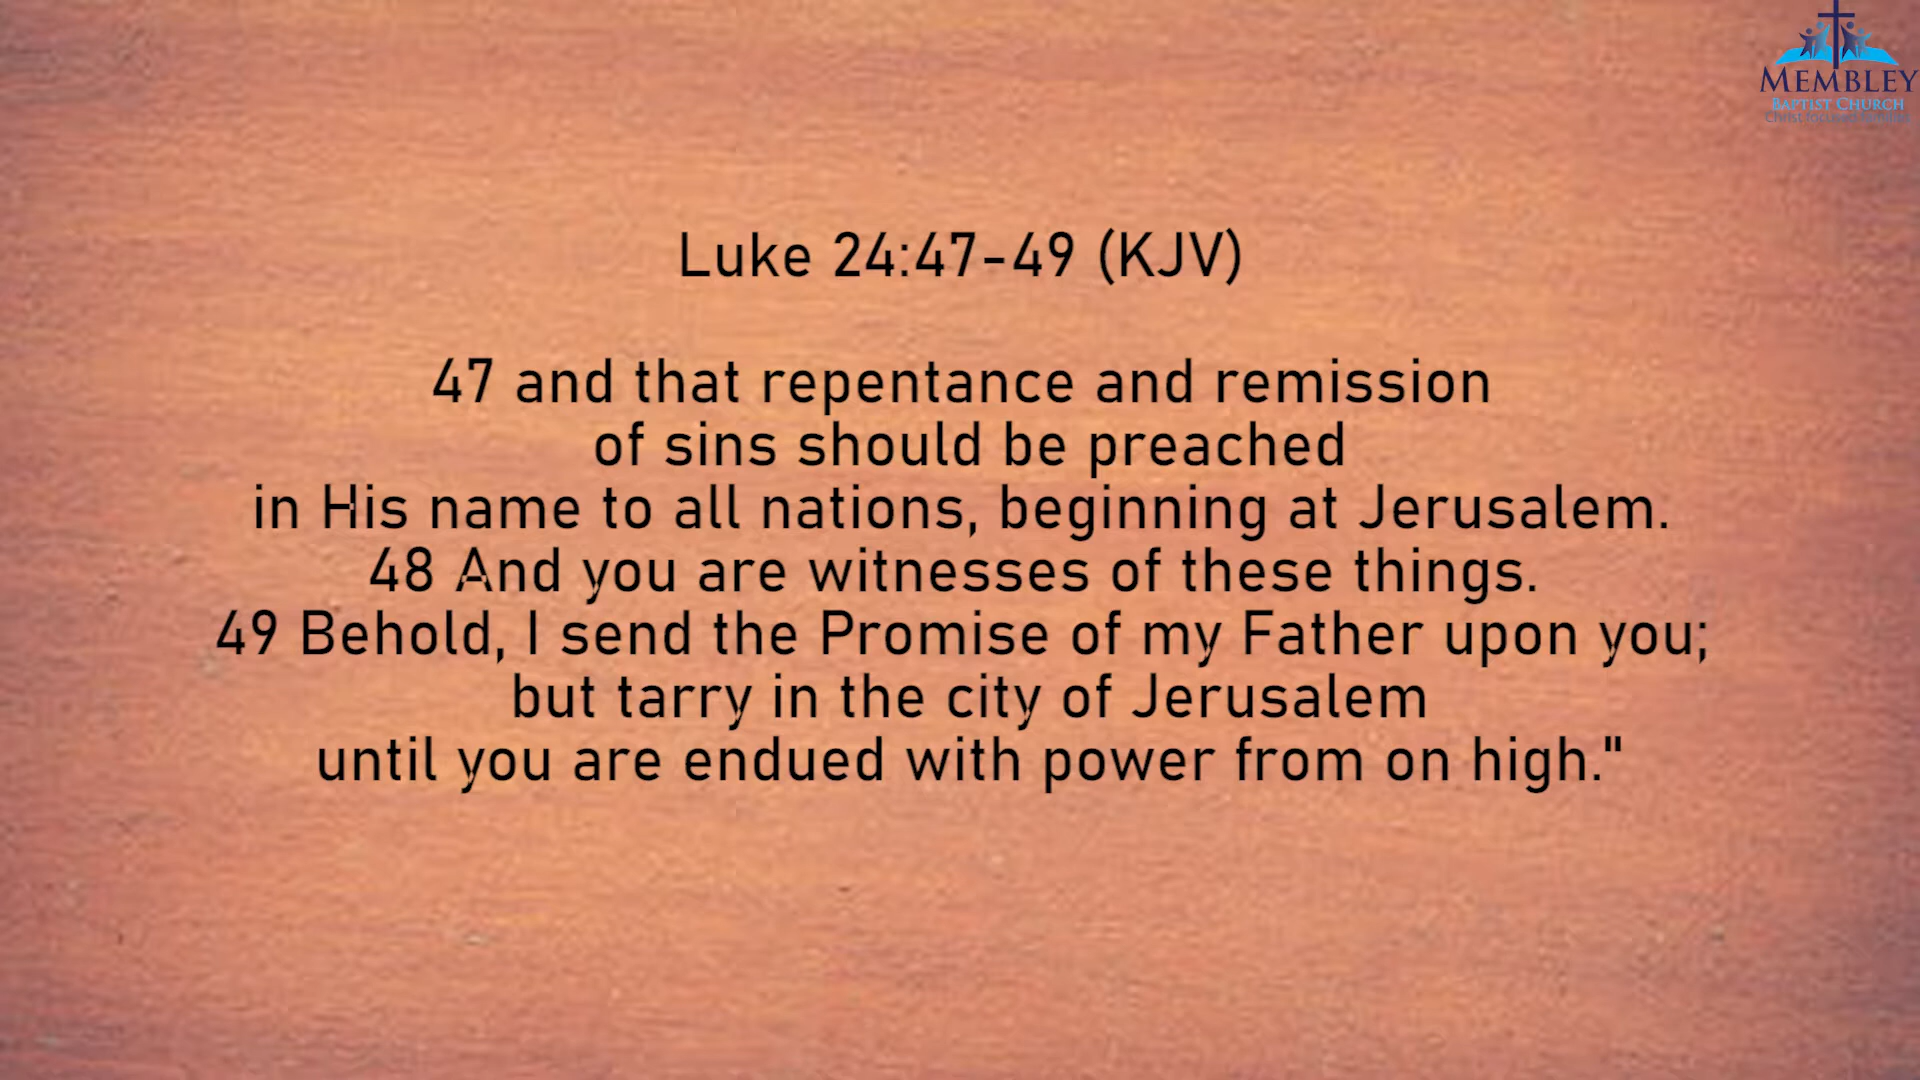 MEMBLEY
BAPTIST CHURCH
Christ focused families
Luke 24:47-49 (KJV)
47 and that repentance and remission
of sins should be preached
in His name to all nations, beginning at Jerusalem.
48 And you are witnesses of these things.
49 Behold, I send the Promise of my Father upon you;
but tarry in the city of Jerusalem
until you are endued with power from on high."